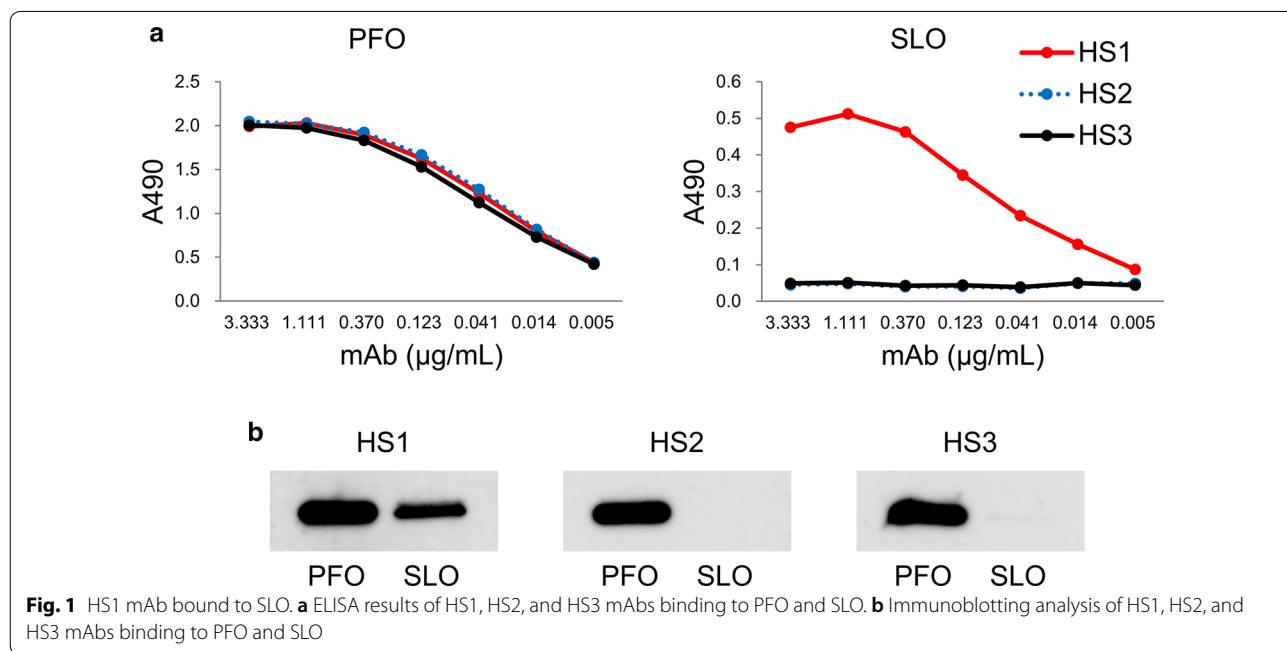 a
PFO
SLO
HS1
HS2
HS3
A490
2.5
2.0
1.5
1.0
0.5
0.0
3.333 1.111 0.370 0.123 0.041 0.014 0.005
mAb (µg/mL)
A490
0.6
0.5
0.4
0.3
0.2
0.1
0.0
3.333 1.111 0.370 0.123 0.041 0.014 0.005
mAb (µg/mL)
b
HS1 HS2 HS3
PFO SLO PFO SLO PFO SLO
Fig. 1 HS1 mAb bound to SLO. a ELISA results of HS1, HS2, and HS3 mAbs binding to PFO and SLO. b Immunoblotting analysis of HS1, HS2, and
HS3 mAbs binding to PFO and SLO